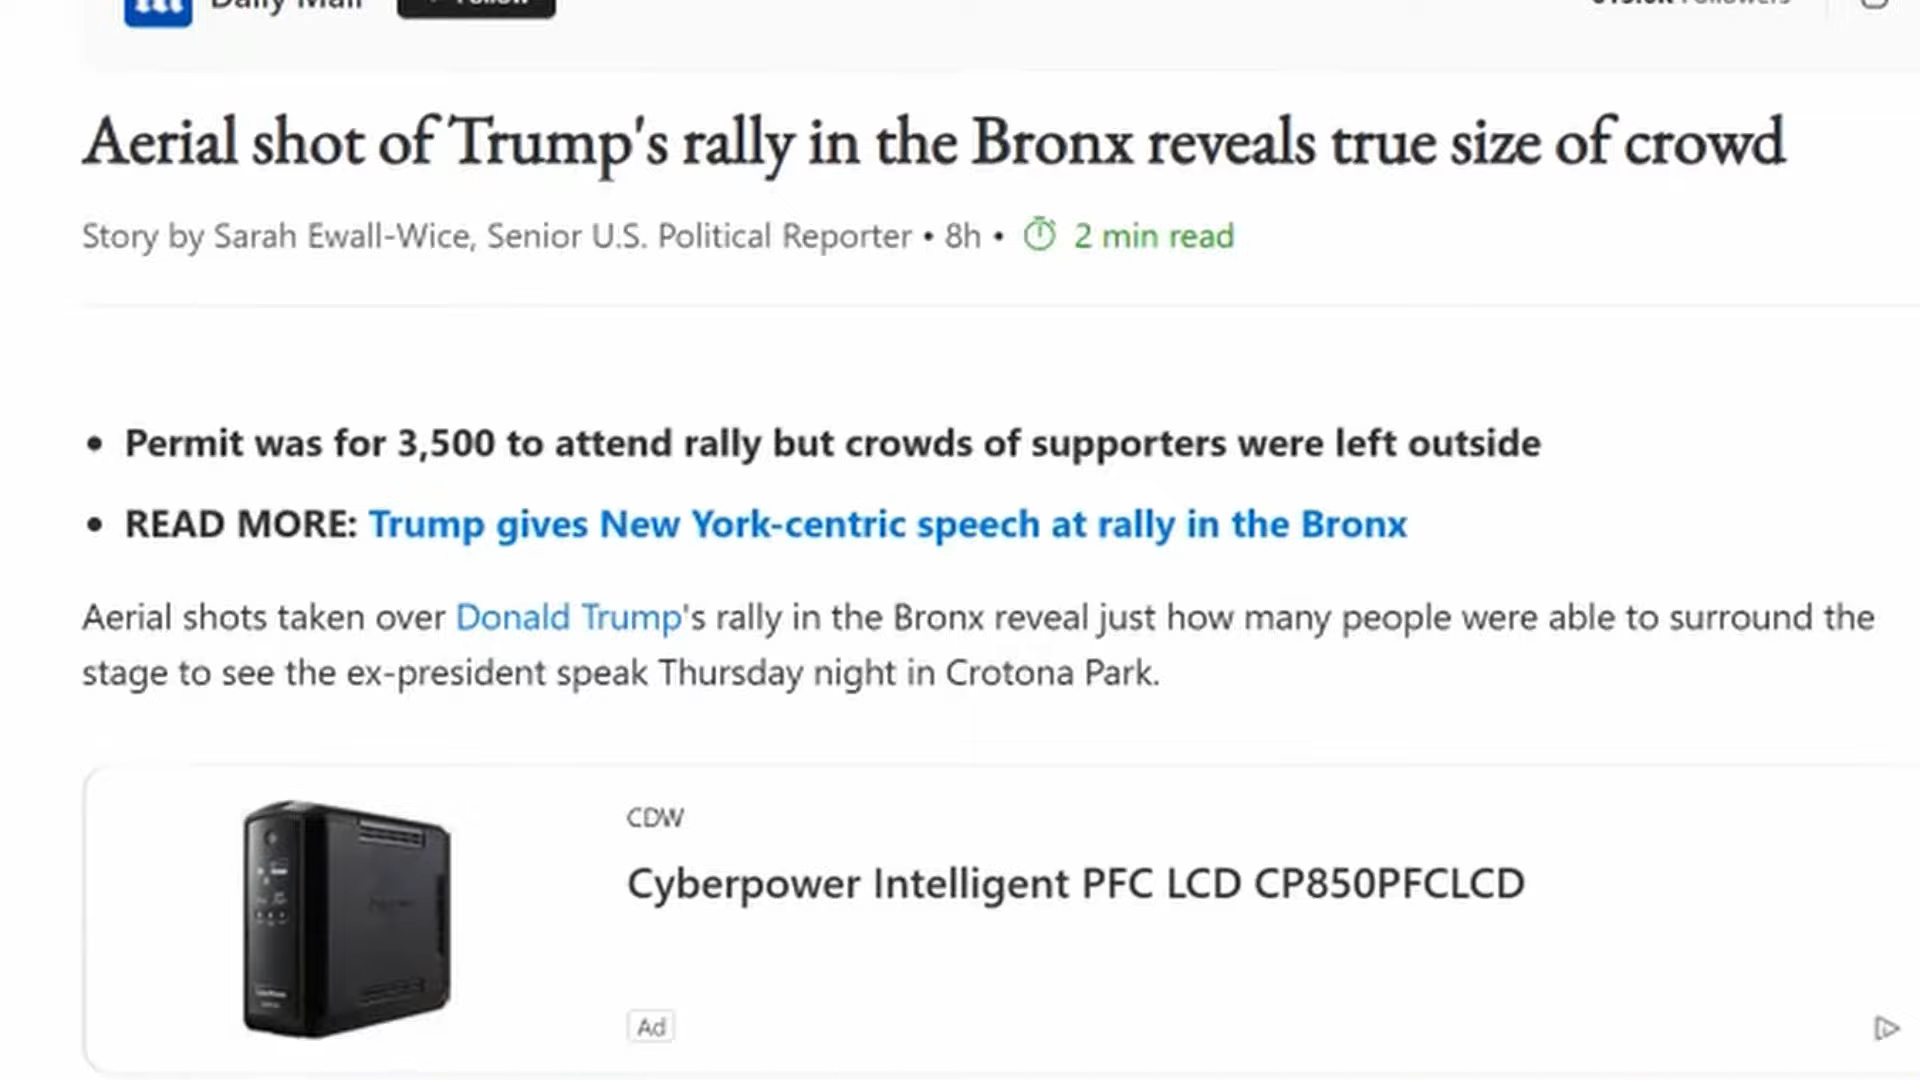 Daily Mail
Follow
Followers
Aerial shot of Trump's rally in the Bronx reveals true size of crowd
Story by Sarah Ewall-Wice, Senior U.S. Political Reporter • 8h • 2 min read
• Permit was for 3,500 to attend rally but crowds of supporters were left outside
• READ MORE: Trump gives New York-centric speech at rally in the Bronx
Aerial shots taken over Donald Trump's rally in the Bronx reveal just how many people were able to surround the
stage to see the ex-president speak Thursday night in Crotona Park.
CDW
Cyberpower Intelligent PFC LCD CP850PFCLCD
Ad